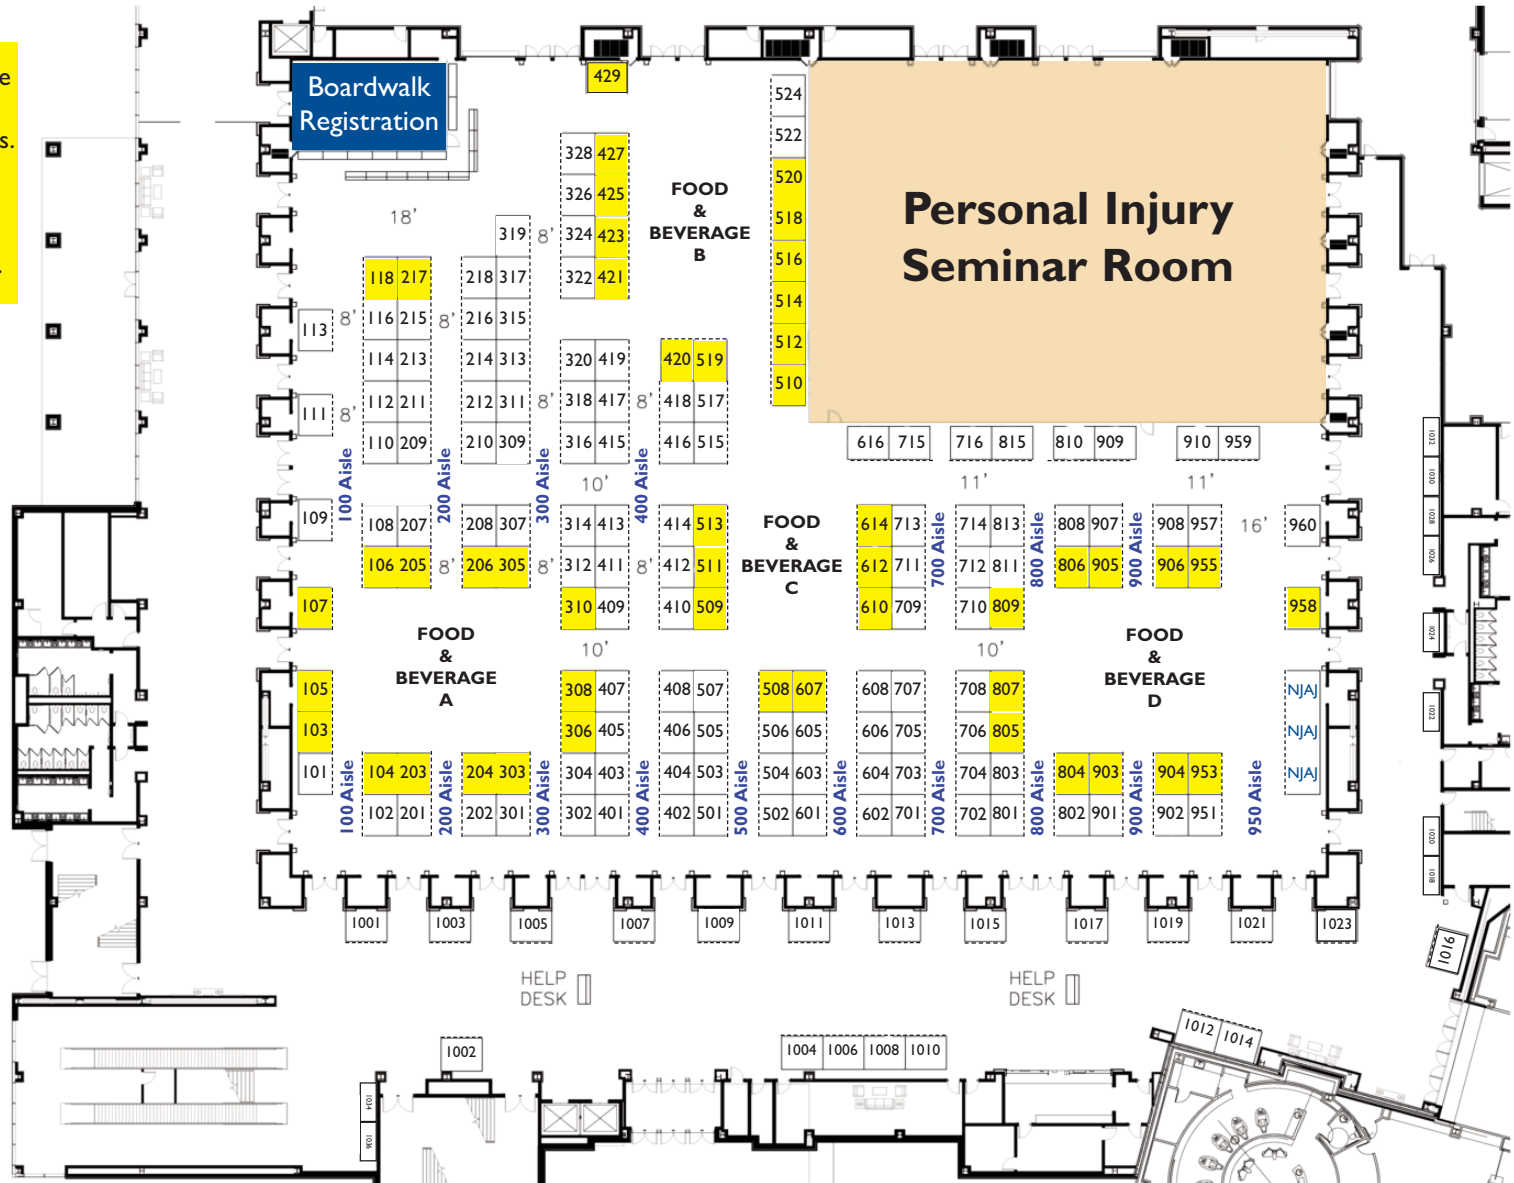 e
s.
.
Boardwalk
Registration
429
524
522
328 427
520
326 425
FOOD
&
BEVERAGE
B
Personal Injury
Seminar Room
18'
518
319 8' 324 423
516
118 217
218 317
322 421
514
113 8' 116 215 8' 216 315
512
114 213
214 313
320 419
420 519
510
111 8' 112 211
212 311 8' 318 417 8' 418 517
110 209
210 309
316 415
416 515
616 715
716 815
810 909
910 959
1032
1030
1028
1026
100 Aisle
200 Aisle
300 Aisle
400 Aisle
10'
11'
11'
109
108 207
208 307
314 413
414 513
FOOD
&
BEVERAGE
C
614 713
714 813
808 907
908 957
16'
960
700 Aisle
800 Aisle
900 Aisle
106 205 8' 206 305 8' 312 411 8' 412 511
612 711
712 811
806 905
906 955
107
310 409
410 509
610 709
710 809
958
1024
FOOD
&
BEVERAGE
A
10'
10'
FOOD
&
BEVERAGE
D
105
308 407
408 507
508 607
608 707
708 807
NJAJ
1022
103
306 405
406 505
506 605
606 705
706 805
NJAJ
101
104 203
204 303
304 403
404 503
504 603
604 703
704 803
804 903
904 953
NJAJ
100 Aisle
200 Aisle
300 Aisle
400 Aisle
500 Aisle
600 Aisle
700 Aisle
800 Aisle
900 Aisle
950 Aisle
102 201
202 301
302 401
402 501
502 601
602 701
702 801
802 901
902 951
1020
1018
1001
1003
1005
1007
1009
1011
1013
1015
1017
1019
1021
1023
1016
HELP
DESK
HELP
DESK
1002
1004 1006 1008 1010
1012 1014
1034
1036